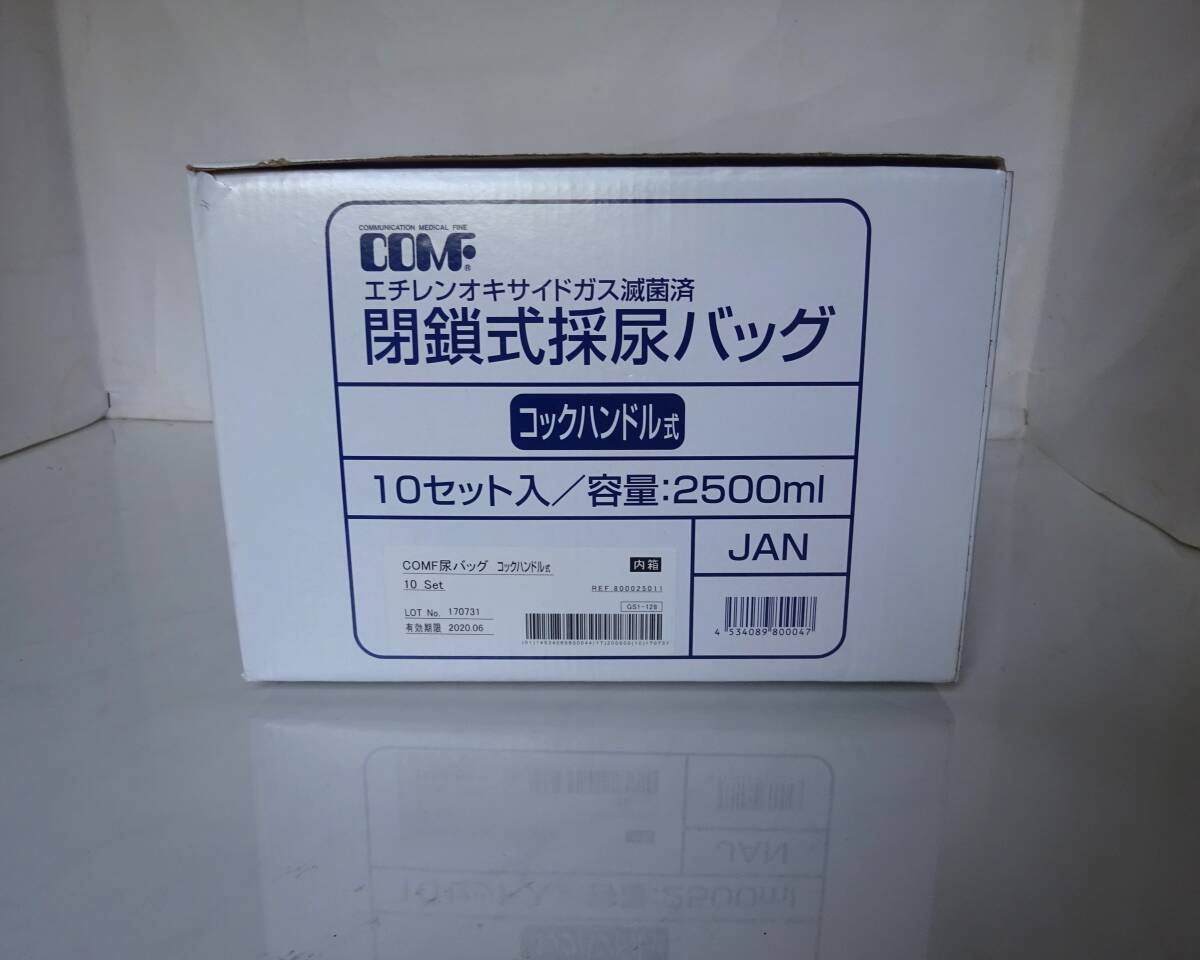 COMMUNICATION MEDICAL FINE
COMF®
エチレンオキサイドガス滅菌済
閉鎖式採尿バッグ
コックハンドル式
10セット入／容量:2500ml
COMF尿バッグ コックハンドル式
内箱
10 Set
REF.800025011
GS1-128
LOT No. 170731
有効期限 2020.06
JAN
4 534089 800047